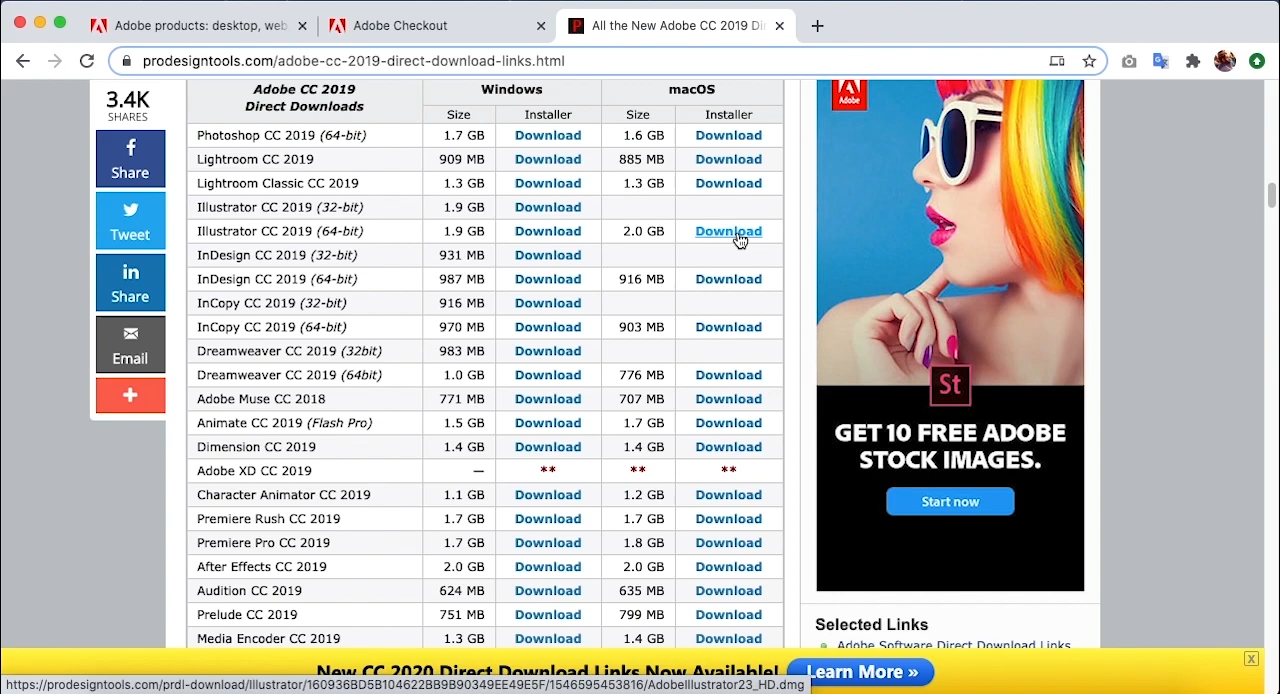 Adobe products: desktop, web
Adobe Checkout
All the New Adobe CC 2019 Di
prodesigntools.com/adobe-cc-2019-direct-download-links.html
3.4K
SHARES
Share
Tweet
Share
Email
Adobe CC 2019 Direct Downloads Windows macOS
Size Installer Size Installer
Photoshop CC 2019 (64-bit) 1.7 GB Download 1.6 GB Download
Lightroom CC 2019 909 MB Download 885 MB Download
Lightroom Classic CC 2019 1.3 GB Download 1.3 GB Download
Illustrator CC 2019 (32-bit) 1.9 GB Download
Illustrator CC 2019 (64-bit) 1.9 GB Download 2.0 GB Download
InDesign CC 2019 (32-bit) 931 MB Download
InDesign CC 2019 (64-bit) 987 MB Download 916 MB Download
InCopy CC 2019 (32-bit) 916 MB Download
InCopy CC 2019 (64-bit) 970 MB Download 903 MB Download
Dreamweaver CC 2019 (32bit) 983 MB Download
Dreamweaver CC 2019 (64bit) 1.0 GB Download 776 MB Download
Adobe Muse CC 2018 771 MB Download 707 MB Download
Animate CC 2019 (Flash Pro) 1.5 GB Download 1.7 GB Download
Dimension CC 2019 1.4 GB Download 1.4 GB Download
Adobe XD CC 2019 — ** ** **
Character Animator CC 2019 1.1 GB Download 1.2 GB Download
Premiere Rush CC 2019 1.7 GB Download 1.7 GB Download
Premiere Pro CC 2019 1.7 GB Download 1.8 GB Download
After Effects CC 2019 2.0 GB Download 2.0 GB Download
Audition CC 2019 624 MB Download 635 MB Download
Prelude CC 2019 751 MB Download 799 MB Download
Media Encoder CC 2019 1.3 GB Download 1.4 GB Download
Adobe
St
GET 10 FREE ADOBE
STOCK IMAGES.
Start now
Selected Links
Adobe Software Direct Download Links
New CC 2020 Direct Download Links Now Available! Learn More »
X
https://prodesigntools.com/prdl-download/Illustrator/160936BD5B104622BB9B90349EE49E5F/1546595453816/AdobeIllustrator23_HD.dmg